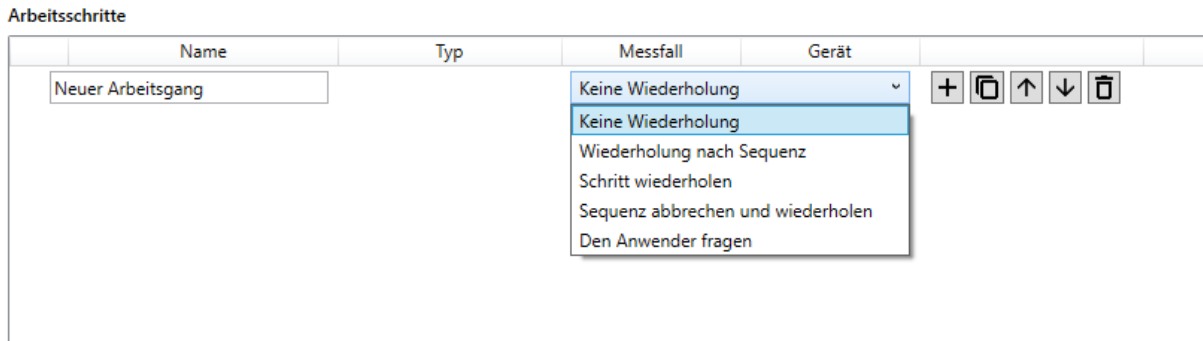 Arbeitsschritte
Name Typ Messfall Gerät
Neuer Arbeitsgang Keine Wiederholung
Keine Wiederholung
Wiederholung nach Sequenz
Schritt wiederholen
Sequenz abbrechen und wiederholen
Den Anwender fragen